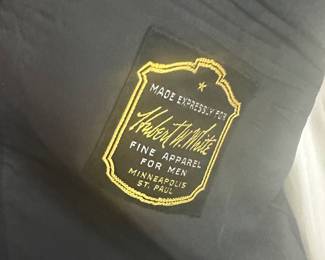 MADE EXPRESSLY FOR
Hubert W. White
FINE APPAREL
FOR MEN
MINNEAPOLIS
ST. PAUL